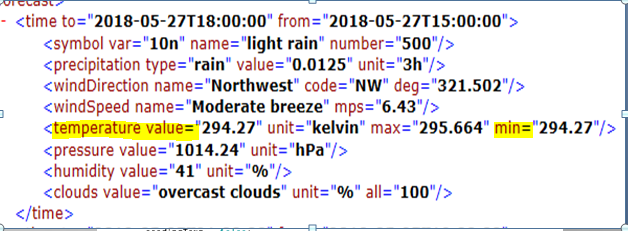 - <time to="2018-05-27T18:00:00" from="2018-05-27T15:00:00">
<symbol var="10n" name="light rain" number="500"/>
<precipitation type="rain" value="0.0125" unit="3h"/>
<windDirection name="Northwest" code="NW" deg="321.502"/>
<windSpeed name="Moderate breeze" mps="6.43"/>
<temperature value="294.27" unit="kelvin" max="295.664" min="294.27"/>
<pressure value="1014.24" unit="hPa"/>
<humidity value="41" unit="%"/>
<clouds value="overcast clouds" unit="%" all="100"/>
</time>